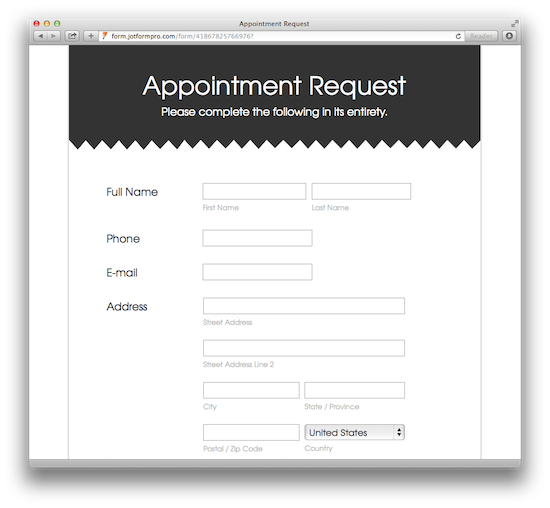 Appointment Request
form.jotformpro.com/form/41867825766976?
Reader
Appointment Request
Please complete the following in its entirety.
Full Name
First Name
Last Name
Phone
E-mail
Address
Street Address
Street Address Line 2
City
State / Province
United States
Postal / Zip Code
Country